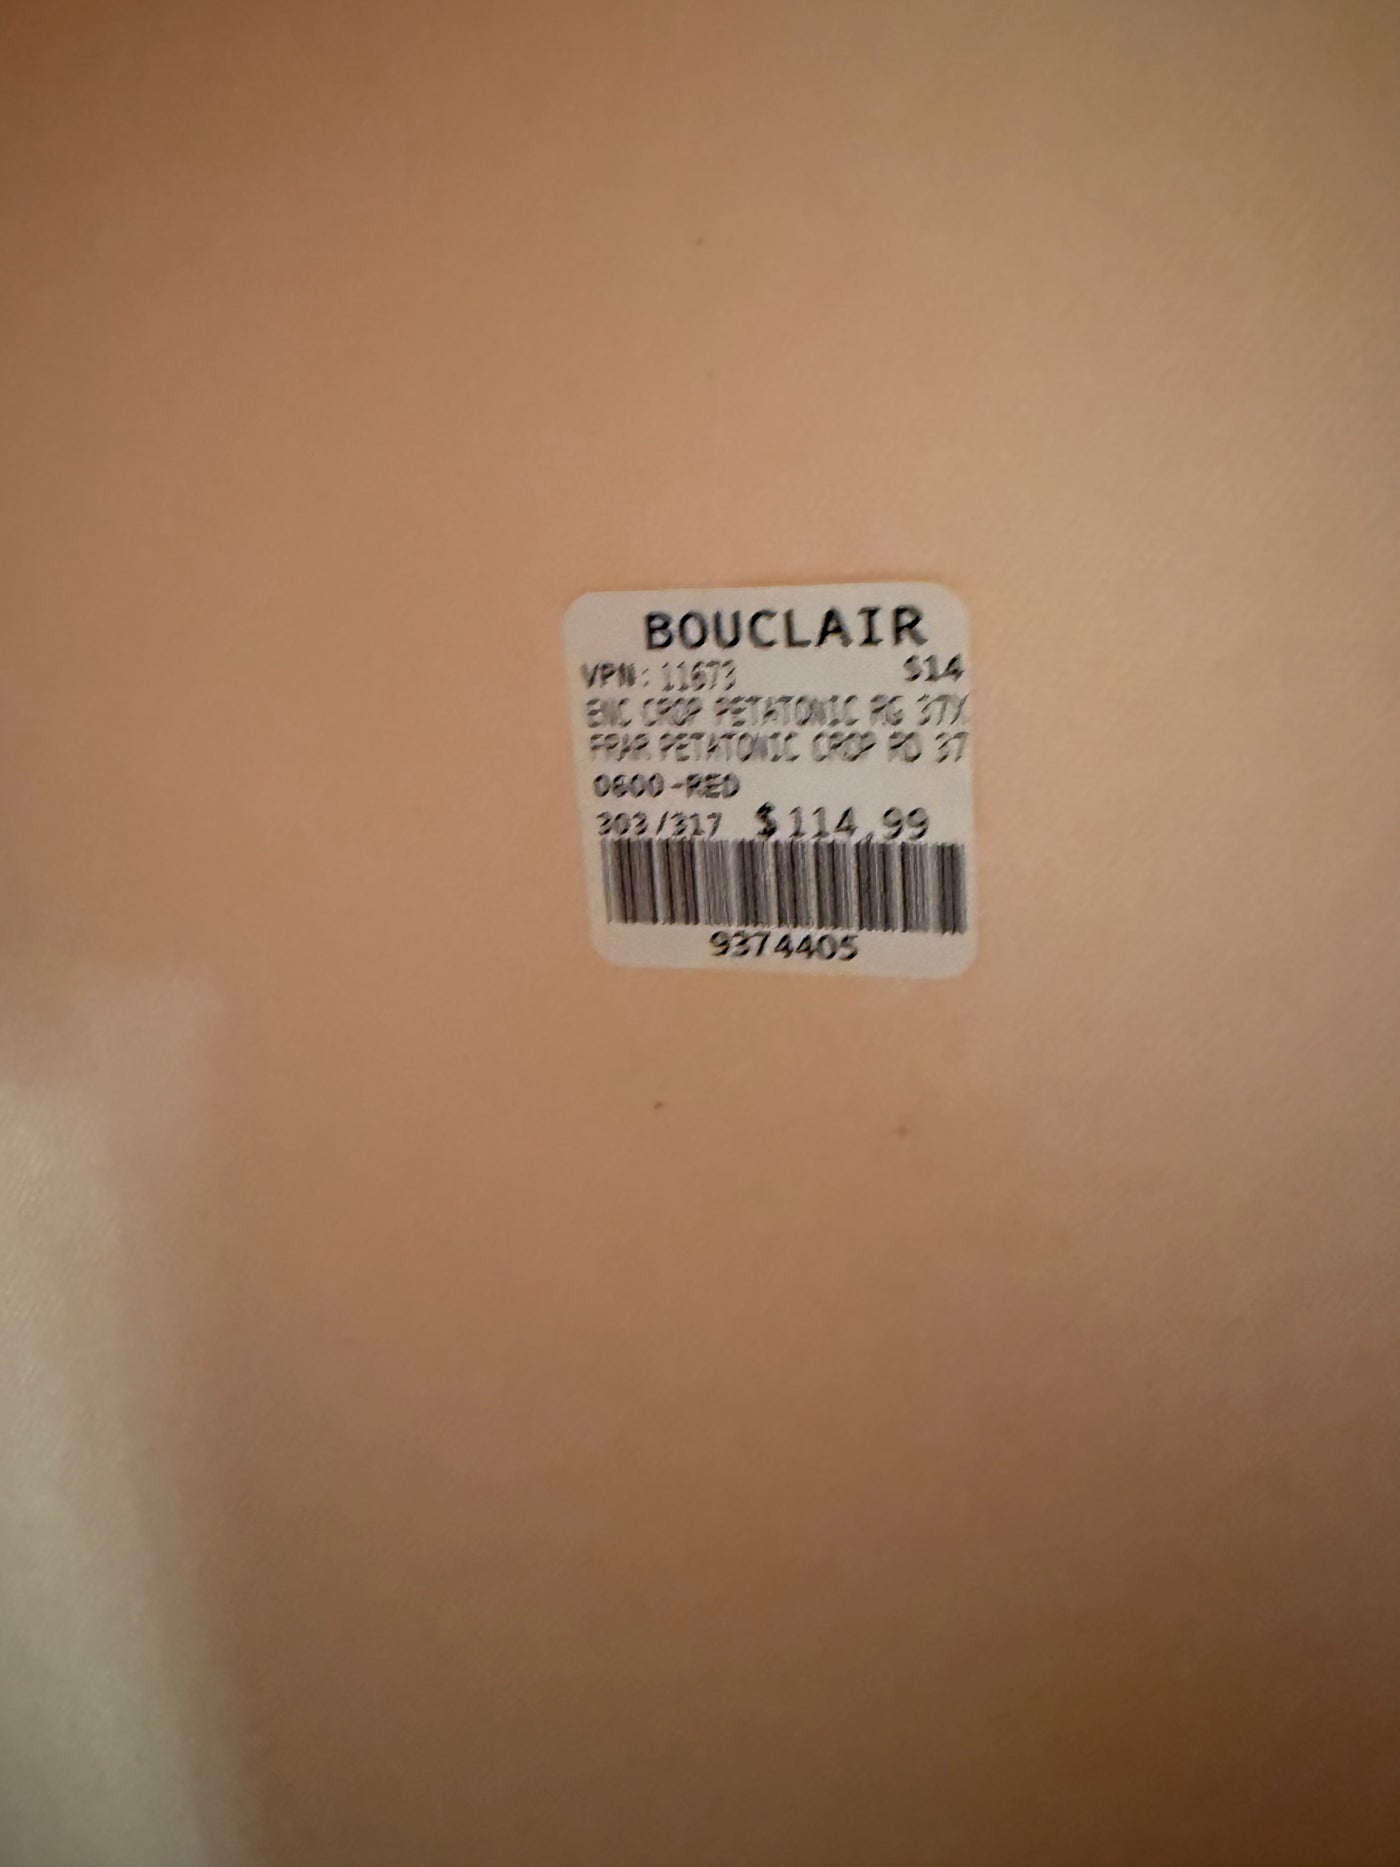 BOUCLAIR
VPN: 11673 $14
ENC CROP PETATONIC RG 37X
FRAM PETATONIC CROP RD 37
0600-RED
303/317 $114.99
9374405